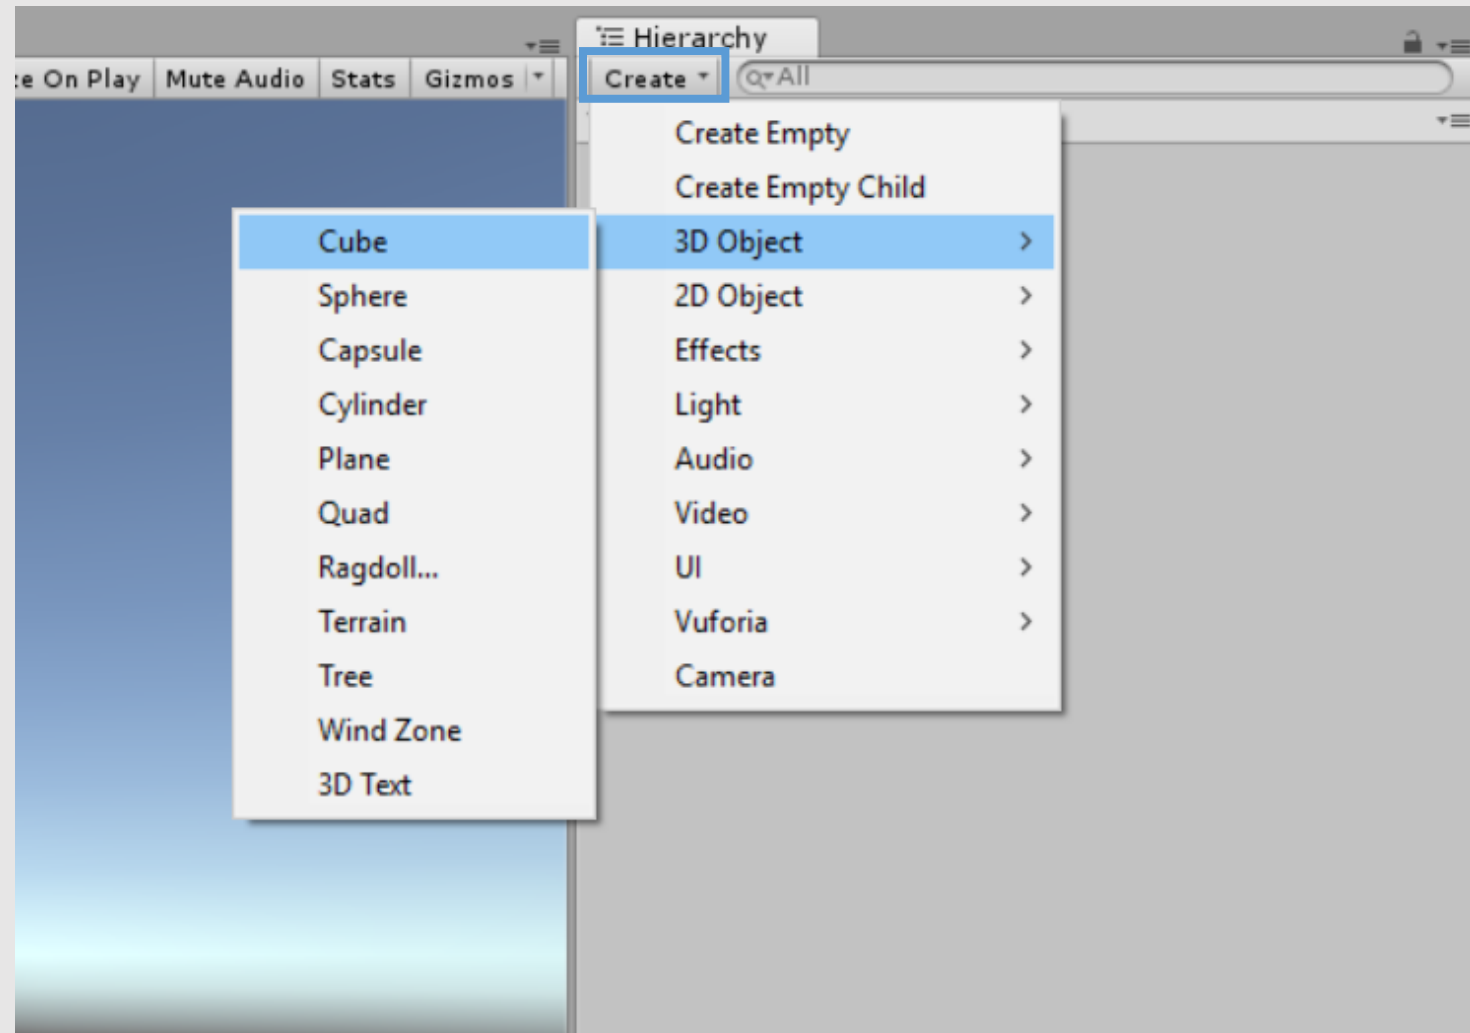 Hierarchy
e On Play Mute Audio Stats Gizmos Create All
Create Empty
Create Empty Child
3D Object
2D Object
Effects
Light
Audio
Video
UI
Vuforia
Camera
Cube
Sphere
Capsule
Cylinder
Plane
Quad
Ragdoll...
Terrain
Tree
Wind Zone
3D Text